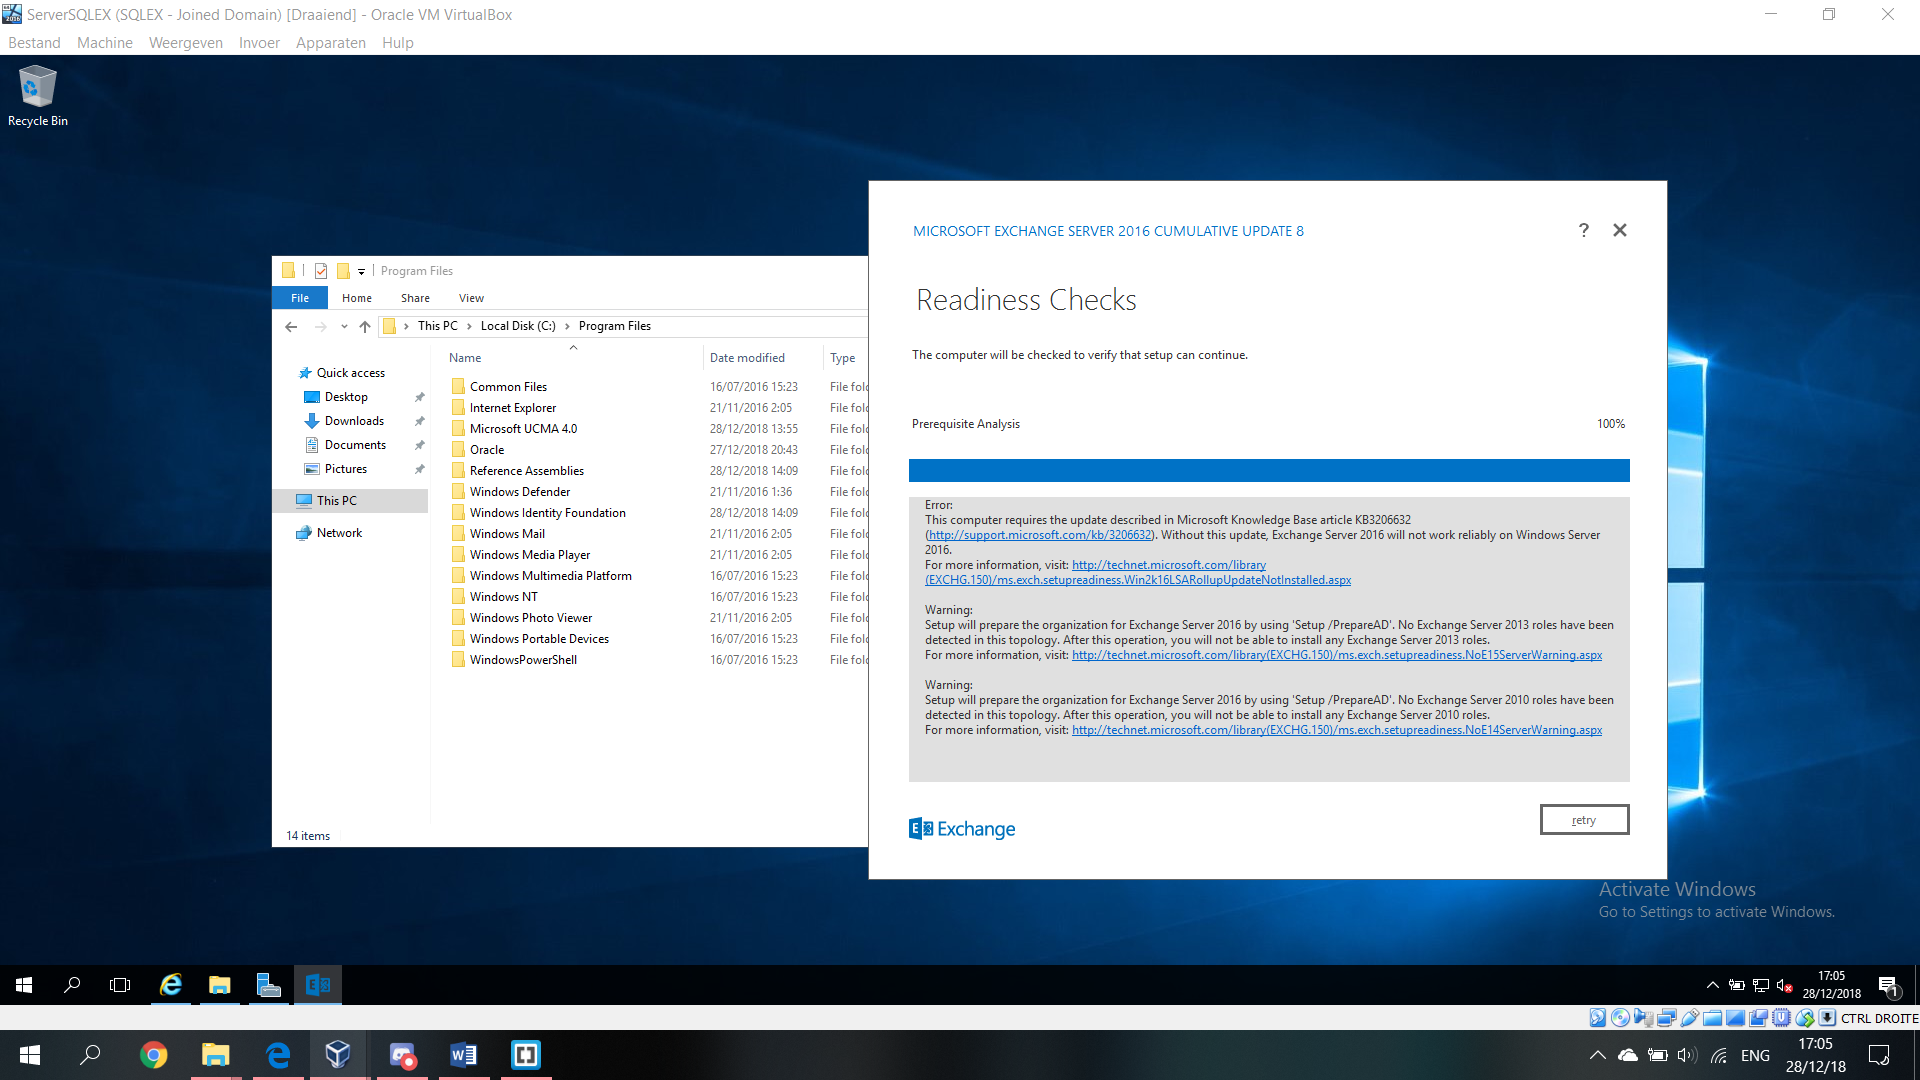 ServerSQLEX (SQLEX - Joined Domain) [Draaiend] - Oracle VM VirtualBox
Bestand Machine Weergeven Invoer Apparaten Hulp
Recycle Bin
Program Files
File Home Share View
This PC > Local Disk (C:) > Program Files
Quick access
Desktop
Downloads
Documents
Pictures
This PC
Network
Name Date modified Type
Common Files 16/07/2016 15:23 File fold
Internet Explorer 21/11/2016 2:05 File fold
Microsoft UCMA 4.0 28/12/2018 13:55 File fold
Oracle 27/12/2018 20:43 File fold
Reference Assemblies 28/12/2018 14:09 File fold
Windows Defender 21/11/2016 1:36 File fold
Windows Identity Foundation 28/12/2018 14:09 File fold
Windows Mail 21/11/2016 2:05 File fold
Windows Media Player 21/11/2016 2:05 File fold
Windows Multimedia Platform 16/07/2016 15:23 File fold
Windows NT 16/07/2016 15:23 File fold
Windows Photo Viewer 21/11/2016 2:05 File fold
Windows Portable Devices 16/07/2016 15:23 File fold
WindowsPowerShell 16/07/2016 15:23 File fold
14 items
MICROSOFT EXCHANGE SERVER 2016 CUMULATIVE UPDATE 8
?
Readiness Checks
The computer will be checked to verify that setup can continue.
Prerequisite Analysis 100%
Error:
This computer requires the update described in Microsoft Knowledge Base article KB3206632
(http://support.microsoft.com/kb/3206632). Without this update, Exchange Server 2016 will not work reliably on Windows Server
2016.
For more information, visit: http://technet.microsoft.com/library
(EXCHG.150)/ms.exch.setupreadiness.Win2k16LSARollupUpdateNotInstalled.aspx
Warning:
Setup will prepare the organization for Exchange Server 2016 by using 'Setup /PrepareAD'. No Exchange Server 2013 roles have been
detected in this topology. After this operation, you will not be able to install any Exchange Server 2013 roles.
For more information, visit: http://technet.microsoft.com/library(EXCHG.150)/ms.exch.setupreadiness.NoE15ServerWarning.aspx
Warning:
Setup will prepare the organization for Exchange Server 2016 by using 'Setup /PrepareAD'. No Exchange Server 2010 roles have been
detected in this topology. After this operation, you will not be able to install any Exchange Server 2010 roles.
For more information, visit: http://technet.microsoft.com/library(EXCHG.150)/ms.exch.setupreadiness.NoE14ServerWarning.aspx
Exchange
retry
Activate Windows
Go to Settings to activate Windows.
17:05
28/12/2018
1
CTRL DROITE
ENG
17:05
28/12/18